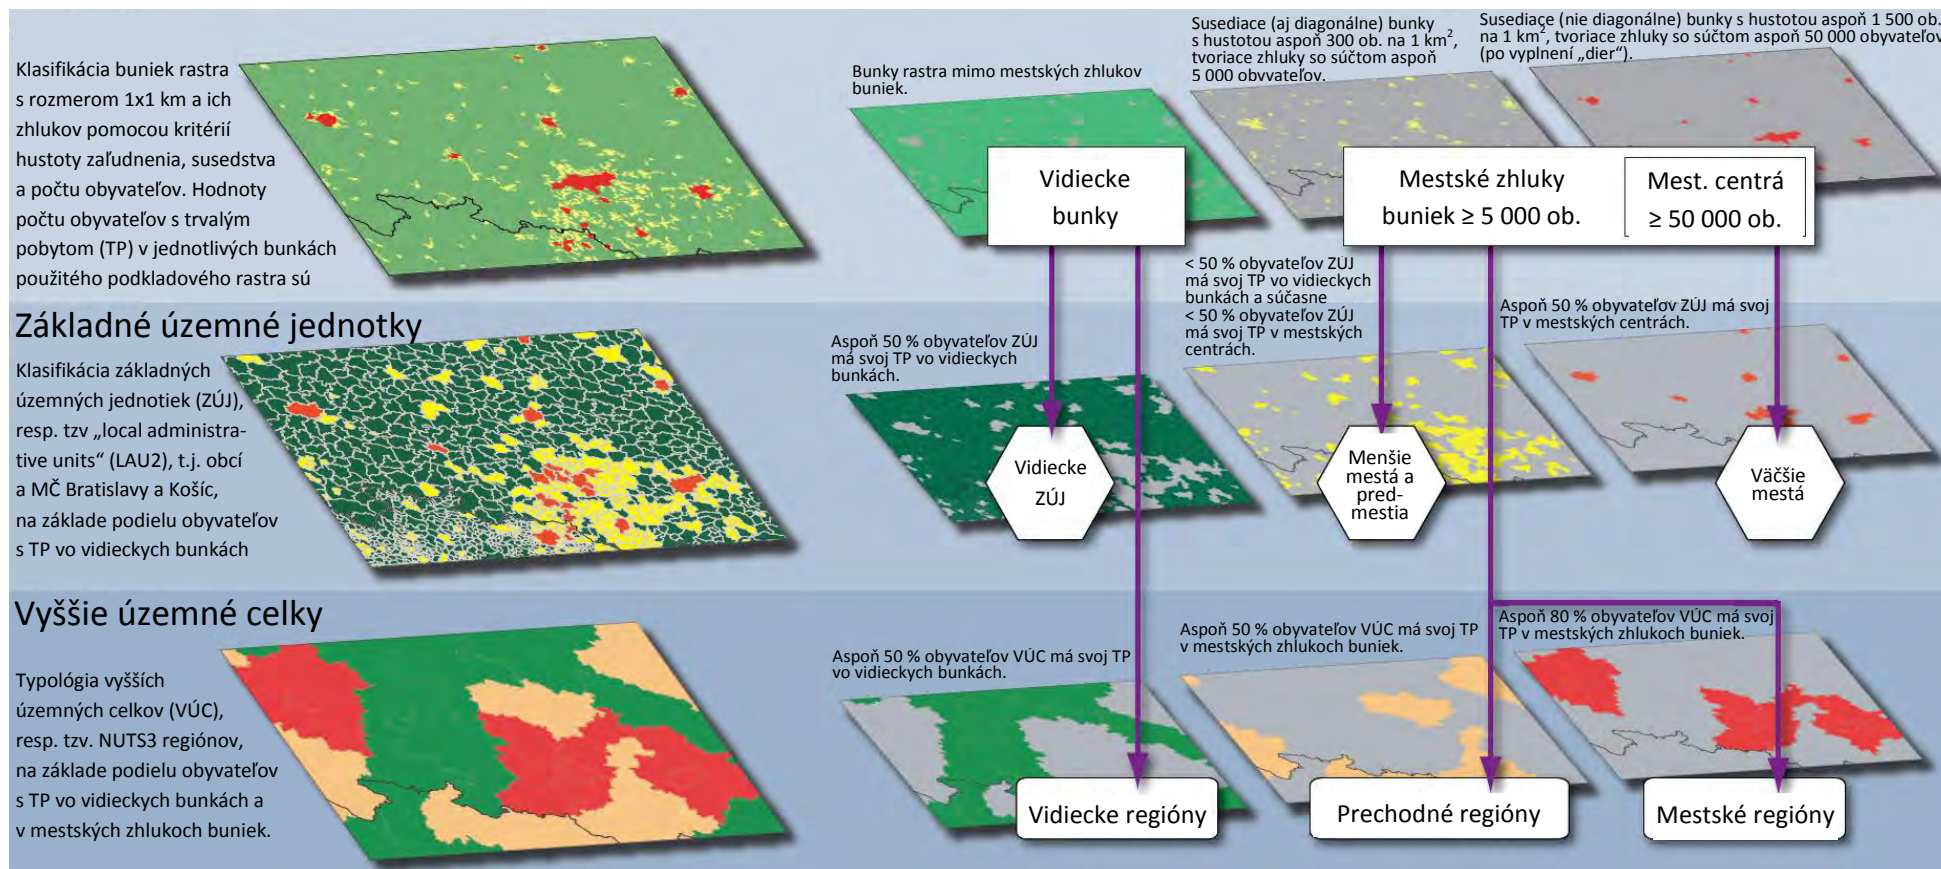 Klasifikácia buniek rastra
s rozmerom 1x1 km a ich
zhlukov pomocou kritérií
hustoty zaľudnenia, susedstva
a počtu obyvateľov. Hodnoty
počtu obyvateľov s trvalým
pobytom (TP) v jednotlivých bunkách
použitého podkladového rastra sú
Bunky rastra mimo mestských zhlukov
buniek.
Susediace (aj diagonálne) bunky
s hustotou aspoň 300 ob. na 1 km²,
tvoriace zhluky so súčtom aspoň
5 000 obyvateľov.
Susediace (nie diagonálne) bunky s hustotou aspoň 1 500 ob.
na 1 km², tvoriace zhluky so súčtom aspoň 50 000 obyvateľov
(po vyplnení „dier“).
Vidiecke
bunky
Mestské zhluky
buniek ≥ 5 000 ob.
Mest. centrá
≥ 50 000 ob.
Základné územné jednotky
Klasifikácia základných
územných jednotiek (ZÚJ),
resp. tzv „local administra-
tive units“ (LAU2), t.j. obcí
a MČ Bratislavy a Košíc,
na základe podielu obyvateľov
s TP vo vidieckych bunkách
Aspoň 50 % obyvateľov ZÚJ
má svoj TP vo vidieckych
bunkách.
< 50 % obyvateľov ZÚJ
má svoj TP vo vidieckych
bunkách a súčasne
< 50 % obyvateľov ZÚJ
má svoj TP v mestských
centrách.
Aspoň 50 % obyvateľov ZÚJ má svoj
TP v mestských centrách.
Vidiecke
ZÚJ
Menšie
mestá a
pred-
mestia
Väčšie
mestá
Vyššie územné celky
Typológia vyšších
územných celkov (VÚC),
resp. tzv. NUTS3 regiónov,
na základe podielu obyvateľov
s TP vo vidieckych bunkách a
v mestských zhlukoch buniek.
Aspoň 50 % obyvateľov VÚC má svoj TP
vo vidieckych bunkách.
Aspoň 50 % obyvateľov VÚC má svoj TP
v mestských zhlukoch buniek.
Aspoň 80 % obyvateľov VÚC má svoj
TP v mestských zhlukoch buniek.
Vidiecke regióny
Prechodné regióny
Mestské regióny